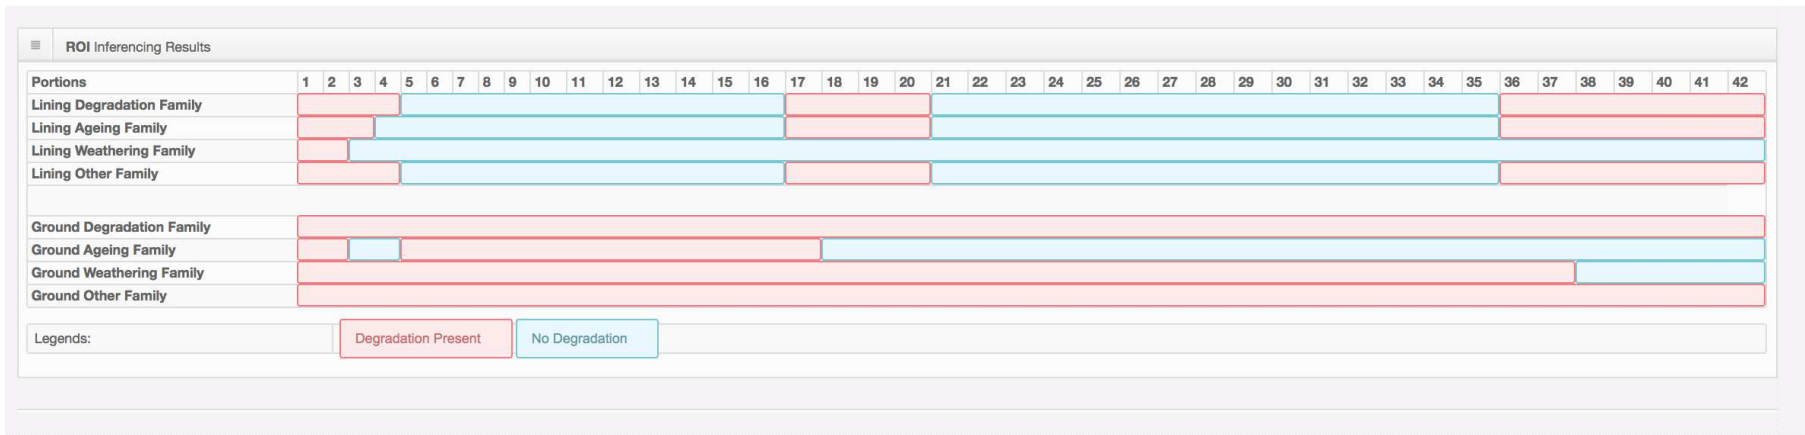 ROI Inferencing Results
Portions 1 2 3 4 5 6 7 8 9 10 11 12 13 14 15 16 17 18 19 20 21 22 23 24 25 26 27 28 29 30 31 32 33 34 35 36 37 38 39 40 41 42
Lining Degradation Family
Lining Ageing Family
Lining Weathering Family
Lining Other Family
Ground Degradation Family
Ground Ageing Family
Ground Weathering Family
Ground Other Family
Legends: Degradation Present No Degradation